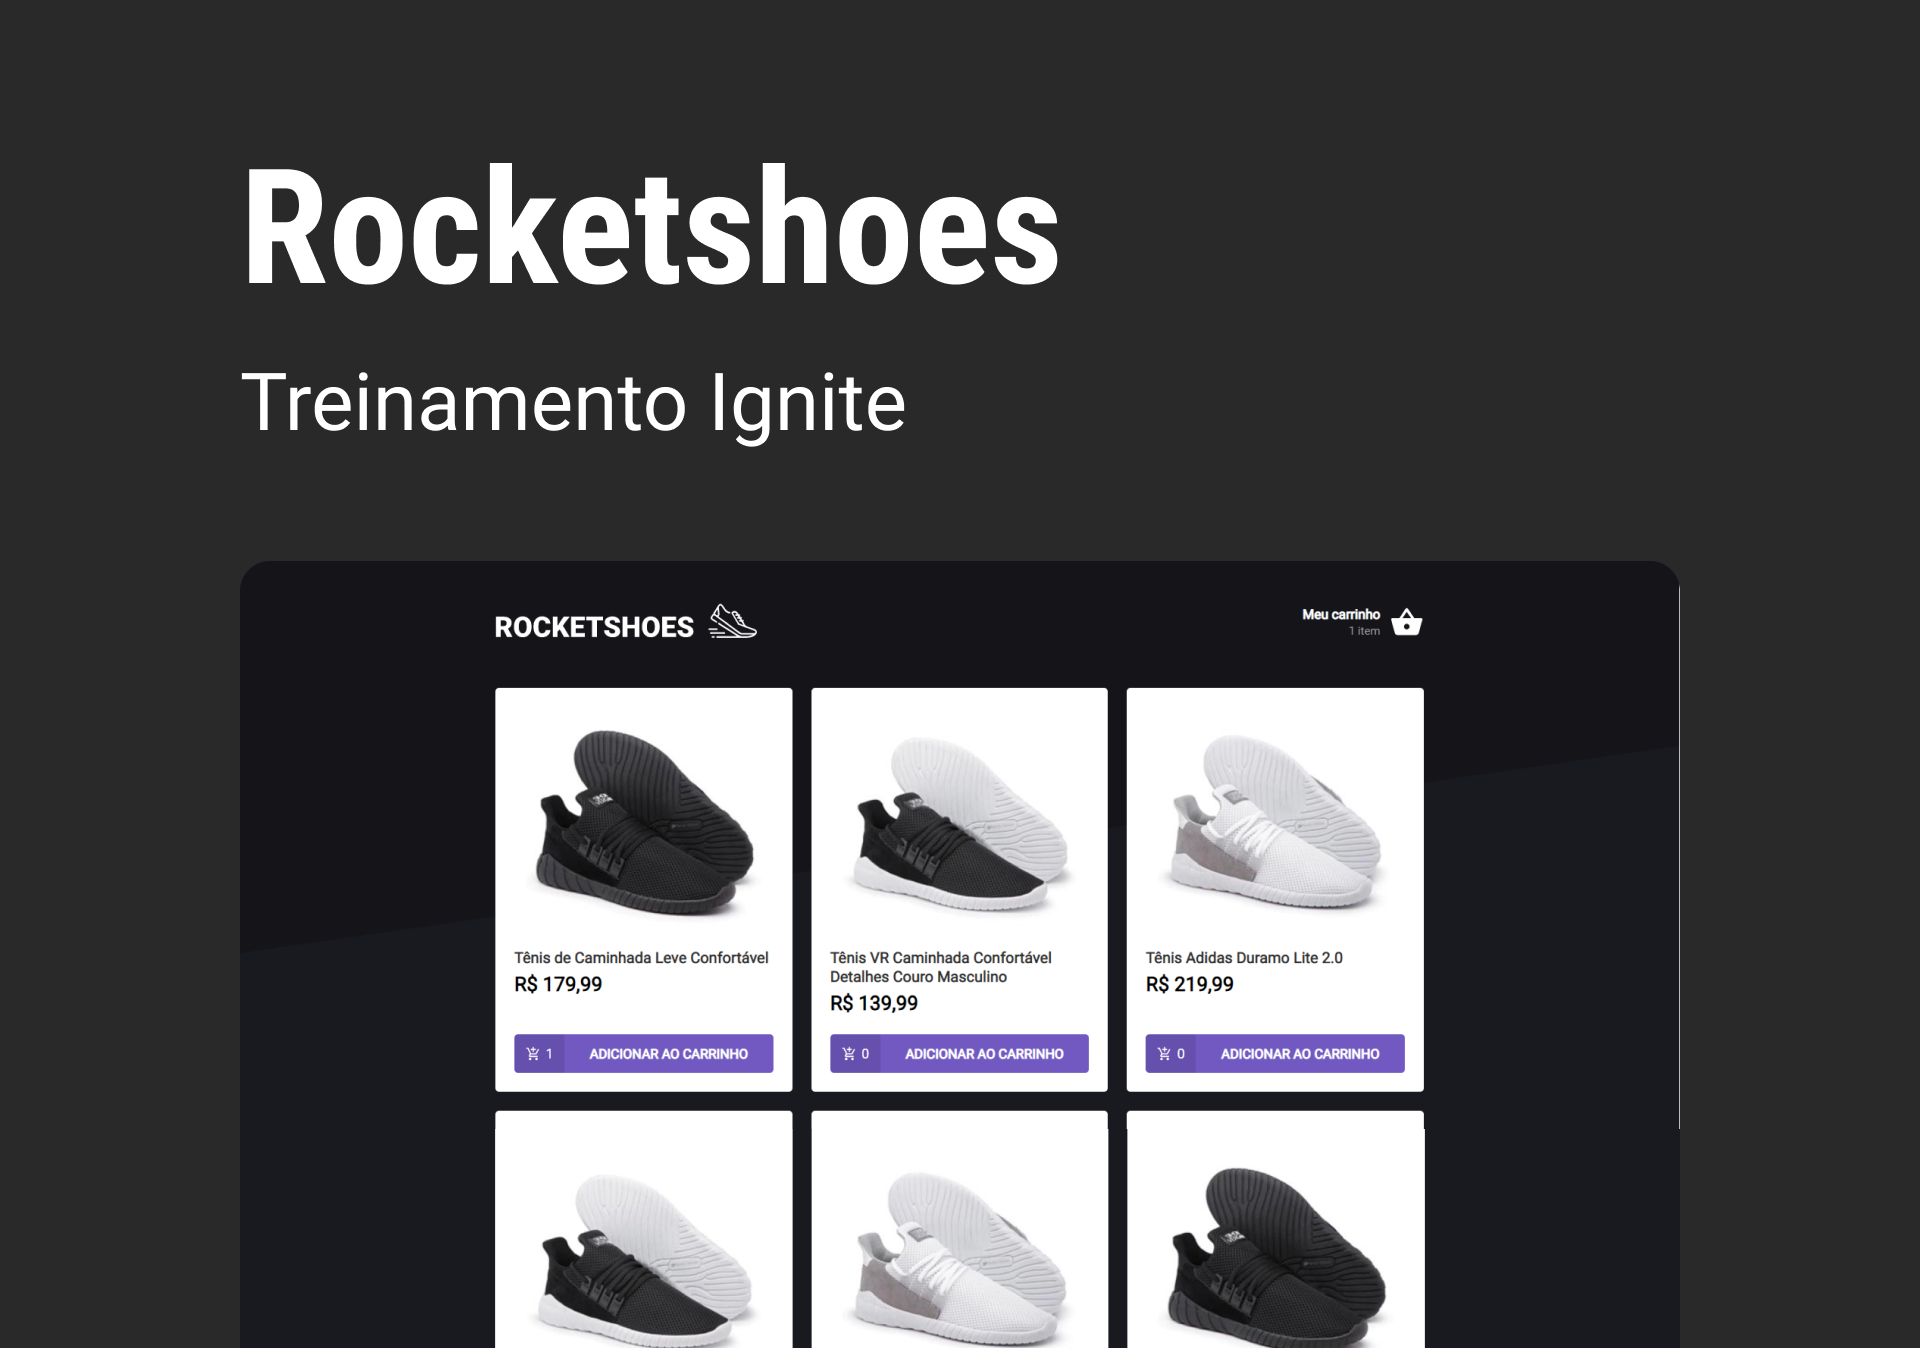 Rocketshoes
Treinamento Ignite
ROCKETSHOES
Meu carrinho
1 item
Tênis de Caminhada Leve Confortável
R$ 179,99
1 ADICIONAR AO CARRINHO
Tênis VR Caminhada Confortável
Detalhes Couro Masculino
R$ 139,99
0 ADICIONAR AO CARRINHO
Tênis Adidas Duramo Lite 2.0
R$ 219,99
0 ADICIONAR AO CARRINHO